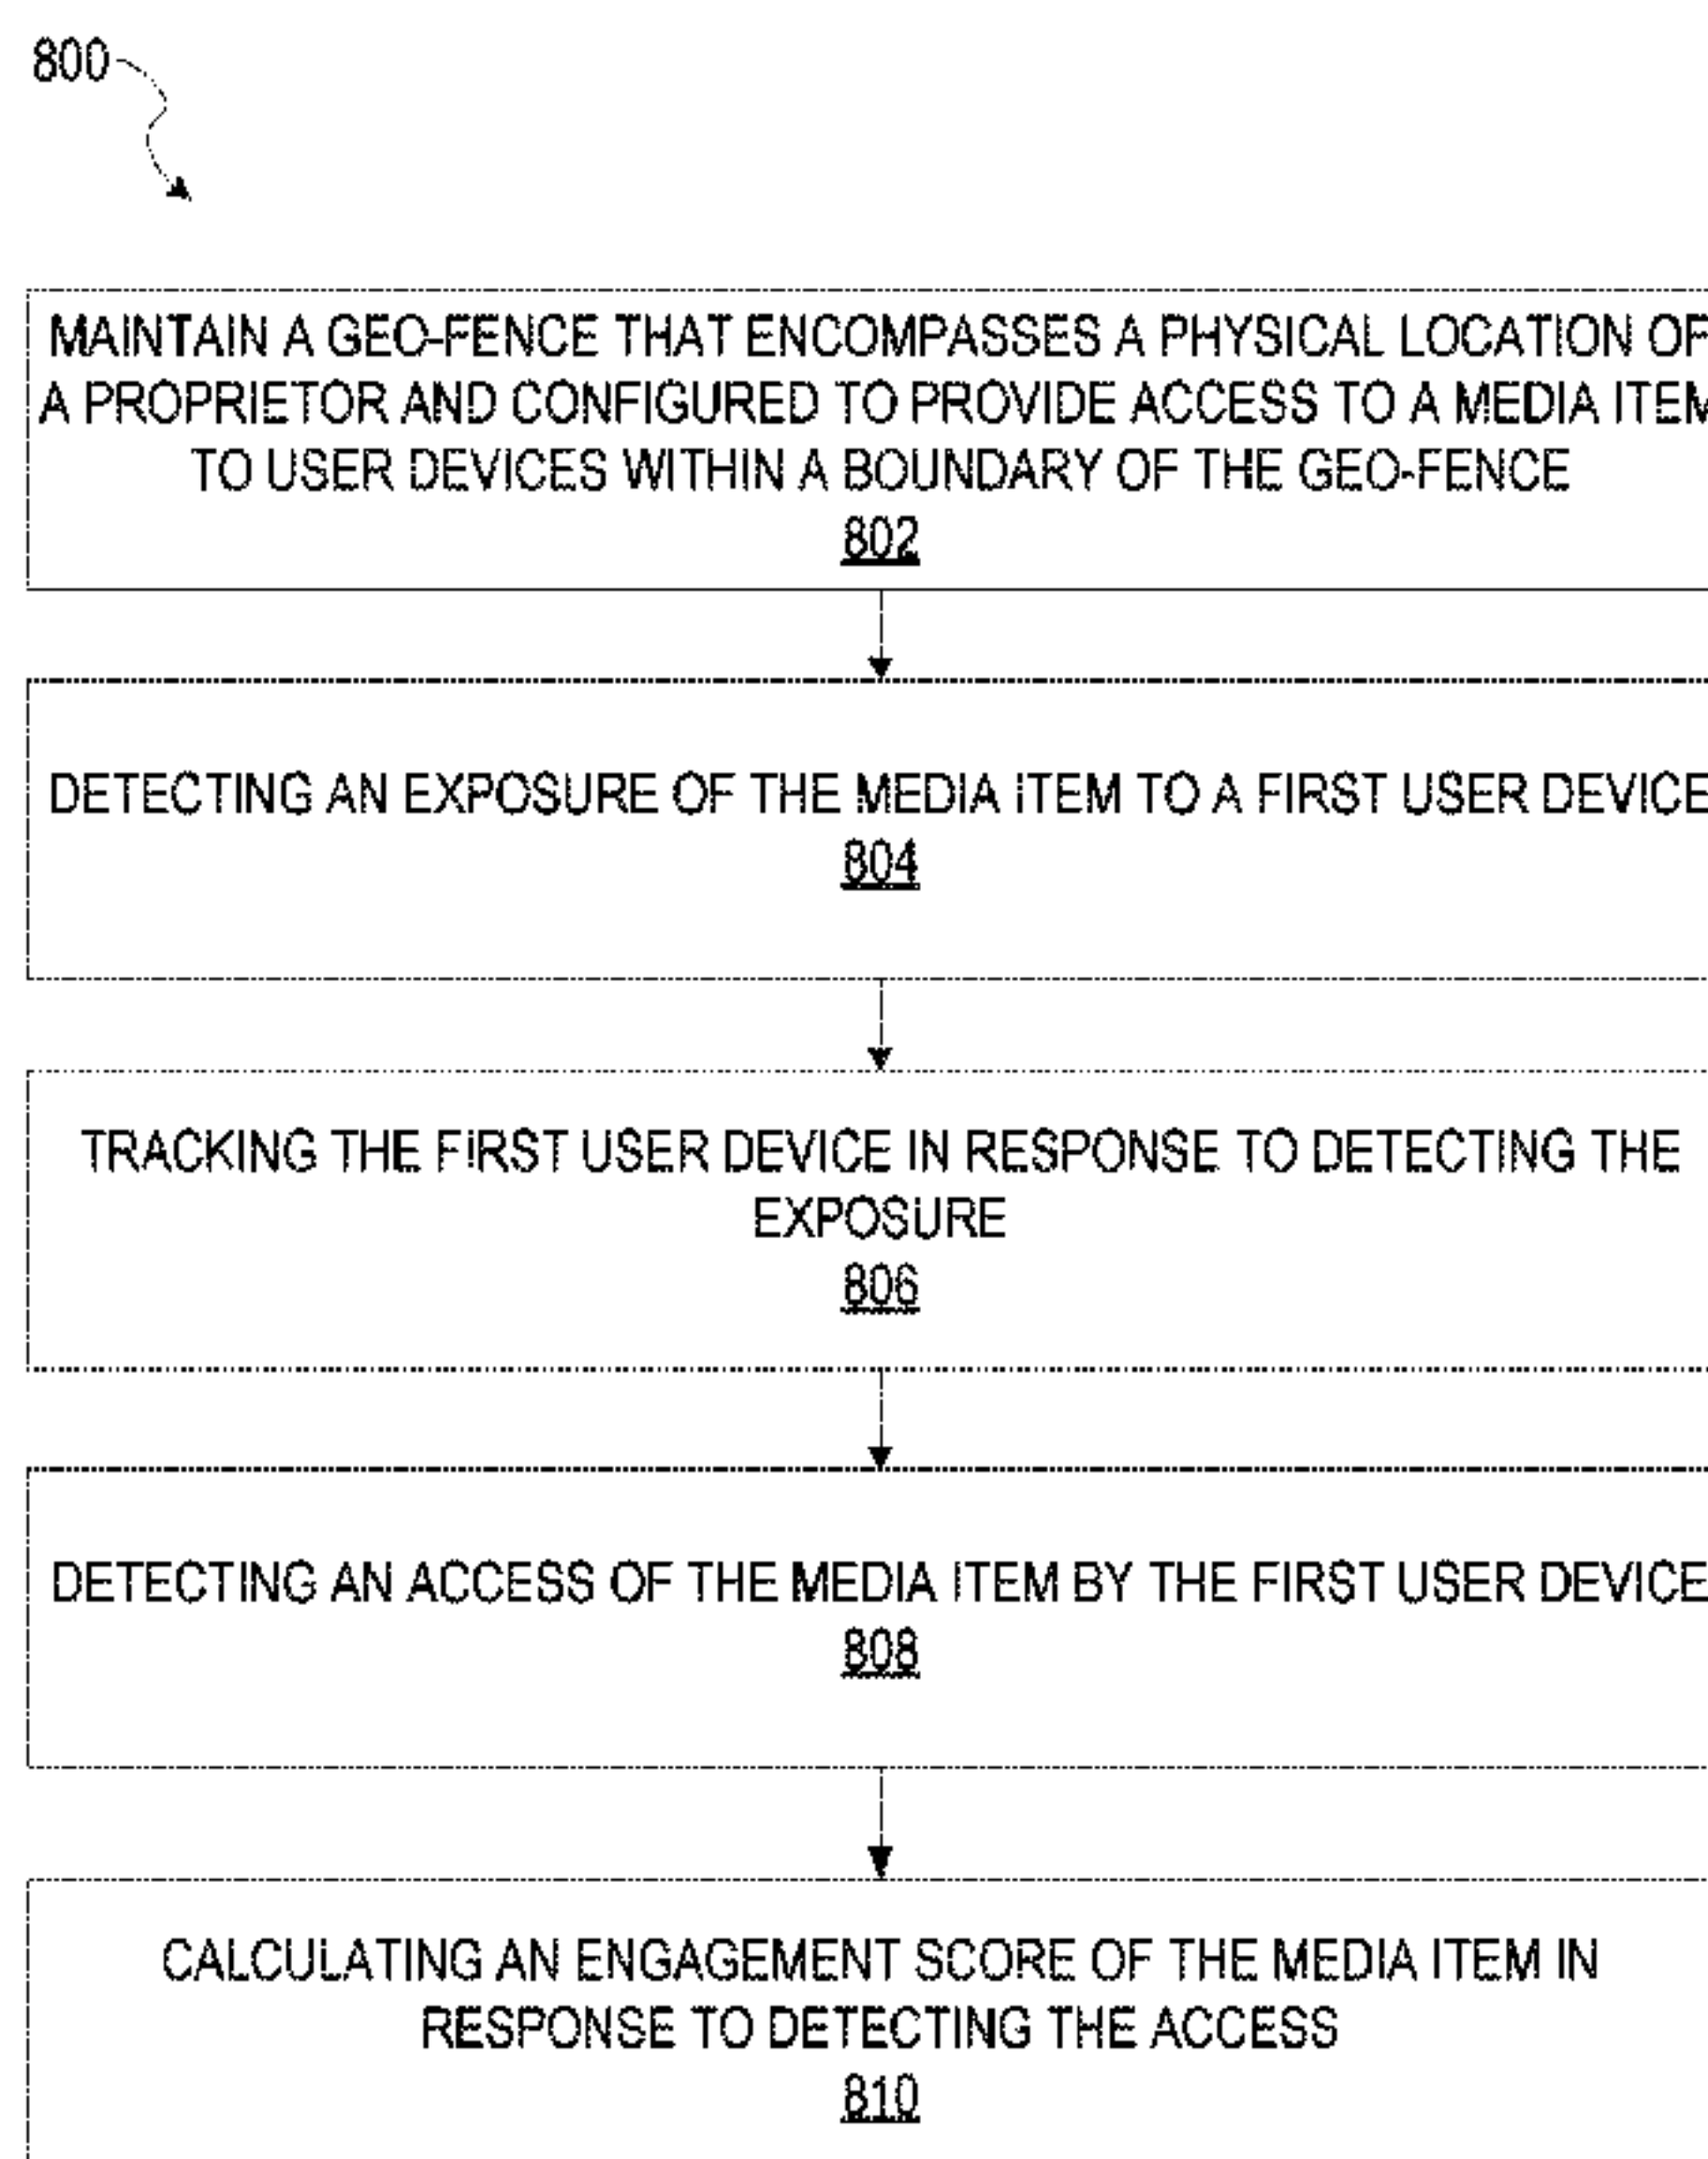 800
MAINTAIN A GEO-FENCE THAT ENCOMPASSES A PHYSICAL LOCATION OF
A PROPRIETOR AND CONFIGURED TO PROVIDE ACCESS TO A MEDIA ITEM
TO USER DEVICES WITHIN A BOUNDARY OF THE GEO-FENCE
802
DETECTING AN EXPOSURE OF THE MEDIA ITEM TO A FIRST USER DEVICE
804
TRACKING THE FIRST USER DEVICE IN RESPONSE TO DETECTING THE
EXPOSURE
806
DETECTING AN ACCESS OF THE MEDIA ITEM BY THE FIRST USER DEVICE
808
CALCULATING AN ENGAGEMENT SCORE OF THE MEDIA ITEM IN
RESPONSE TO DETECTING THE ACCESS
810